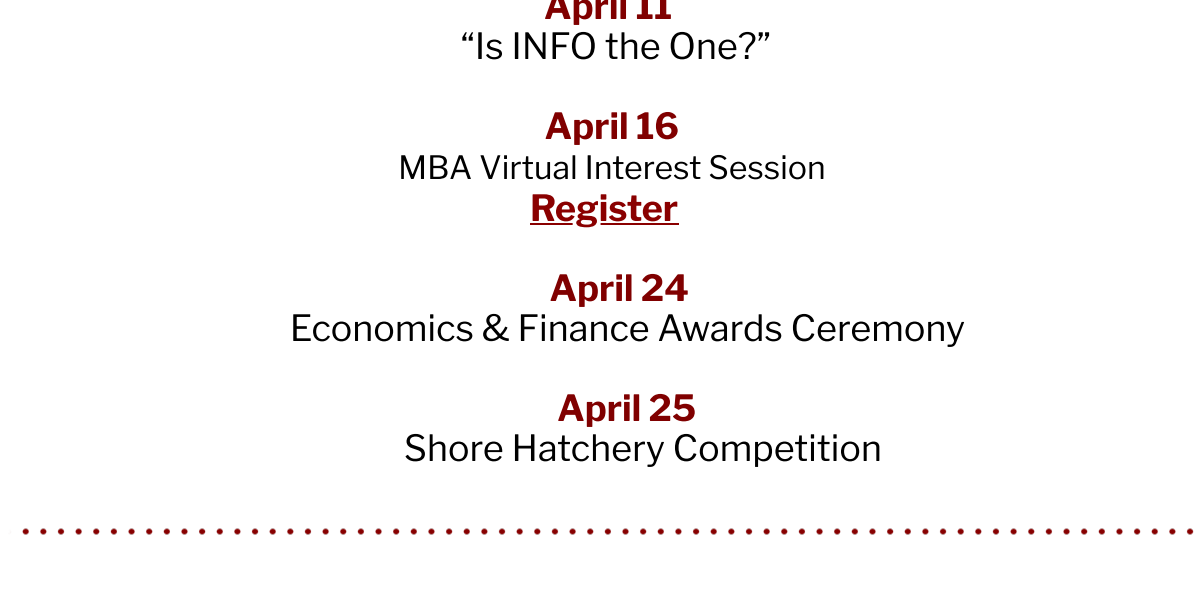 April 11
“Is INFO the One?”
April 16
MBA Virtual Interest Session
Register
April 24
Economics & Finance Awards Ceremony
April 25
Shore Hatchery Competition